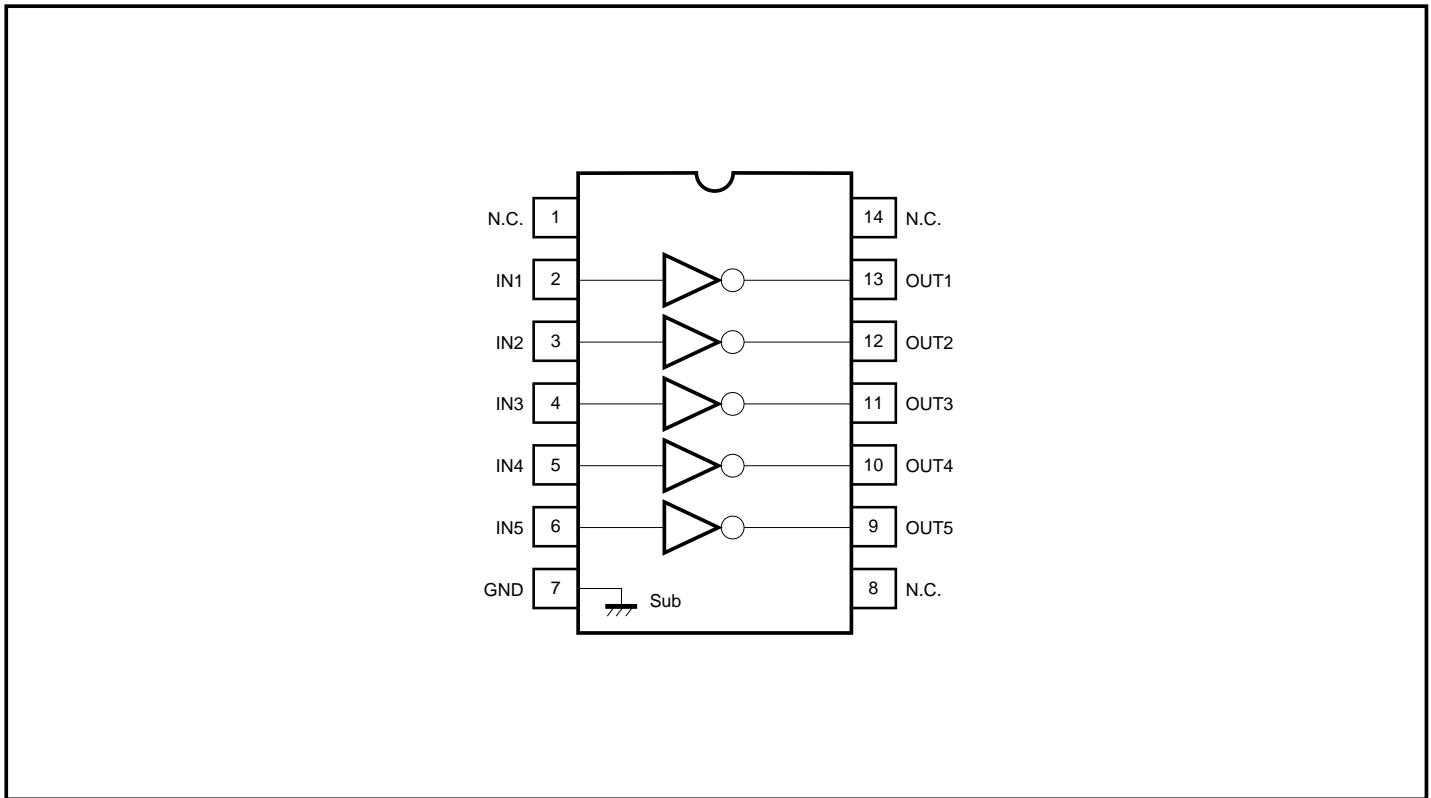 N.C. 1 14 N.C.
IN1 2 13 OUT1
IN2 3 12 OUT2
IN3 4 11 OUT3
IN4 5 10 OUT4
IN5 6 9 OUT5
GND 7 Sub 8 N.C.